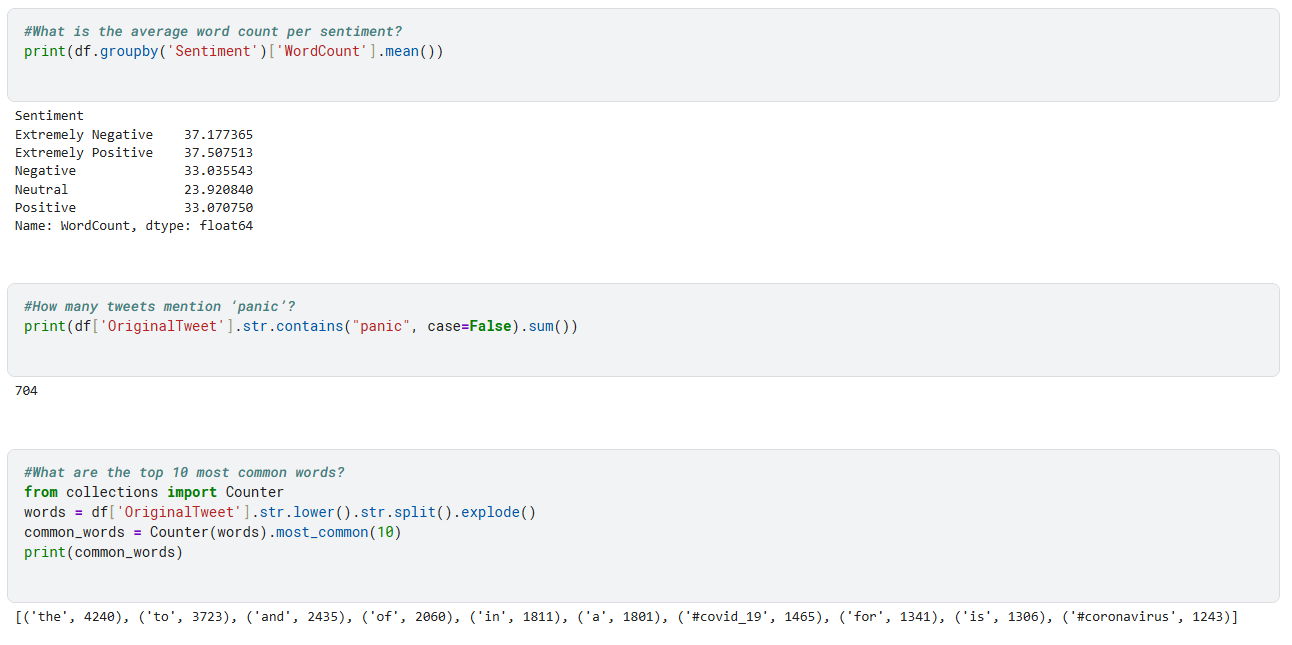 #What is the average word count per sentiment?
print(df.groupby('Sentiment')['WordCount'].mean())
Sentiment
Extremely Negative    37.177365
Extremely Positive    37.507513
Negative              33.035543
Neutral               23.920840
Positive              33.070750
Name: WordCount, dtype: float64
#How many tweets mention ‘panic’?
print(df['OriginalTweet'].str.contains("panic", case=False).sum())
704
#What are the top 10 most common words?
from collections import Counter
words = df['OriginalTweet'].str.lower().str.split().explode()
common_words = Counter(words).most_common(10)
print(common_words)
[('the', 4240), ('to', 3723), ('and', 2435), ('of', 2060), ('in', 1811), ('a', 1801), ('#covid_19', 1465), ('for', 1341), ('is', 1306), ('#coronavirus', 1243)]